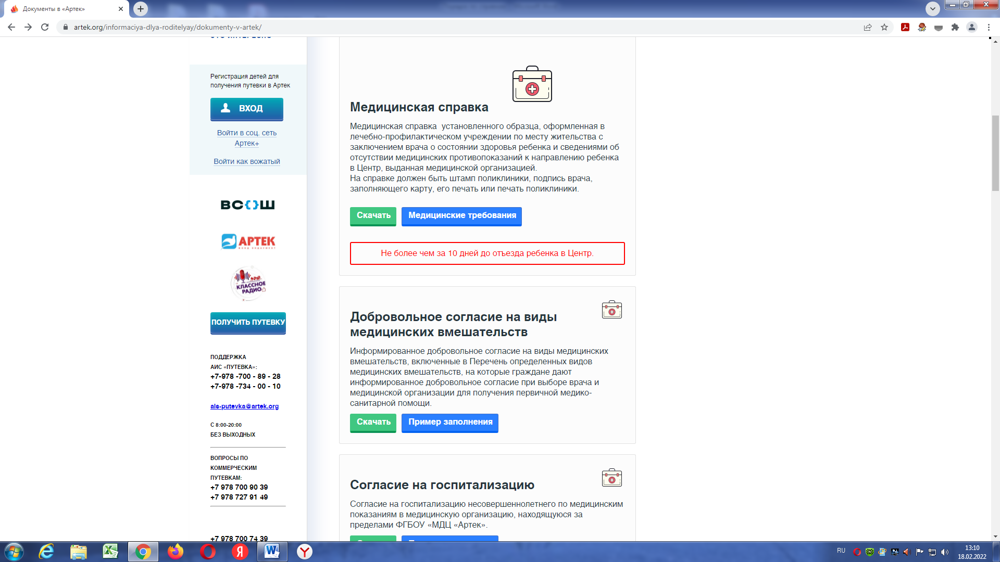 Документы в «Артек»
artek.org/informaciya-dlya-roditelyay/dokumenty-v-artek/
Регистрация детей для
получения путевки в Артек
ВХОД
Войти в соц. сеть
Артек+
Войти как вожатый
ВСОШ
АРТЕК
ФОНД ЭНДАУМЕНТ
КЛАССНОЕ
РАДИО
ПОЛУЧИТЬ ПУТЕВКУ
ПОДДЕРЖКА
АИС «ПУТЕВКА»:
+7-978 -700 - 89 - 28
+7-978 -734 - 00 - 10
ais-putevka@artek.org
С 8:00-20:00
БЕЗ ВЫХОДНЫХ
ВОПРОСЫ ПО
КОММЕРЧЕСКИМ
ПУТЕВКАМ:
+7 978 700 90 39
+7 978 727 91 49
+7 978 700 74 39
Медицинская справка
Медицинская справка  установленного образца, оформленная в
лечебно-профилактическом учреждении по месту жительства с
заключением врача о состоянии здоровья ребенка и сведениями об
отсутствии медицинских противопоказаний к направлению ребенка
в Центр, выданная медицинской организацией.
На справке должен быть штамп поликлиники, подпись врача,
заполняющего карту, его печать или печать поликлиники.
Скачать Медицинские требования
Не более чем за 10 дней до отъезда ребенка в Центр.
Добровольное согласие на виды
медицинских вмешательств
Информированное добровольное согласие на виды медицинских
вмешательств, включенные в Перечень определенных видов
медицинских вмешательств, на которые граждане дают
информированное добровольное согласие при выборе врача и
медицинской организации для получения первичной медико-
санитарной помощи.
Скачать Пример заполнения
Согласие на госпитализацию
Согласие на госпитализацию несовершеннолетнего по медицинским
показаниям в медицинскую организацию, находящуюся за
пределами ФГБОУ «МДЦ «Артек».
RU
13:10
18.02.2022